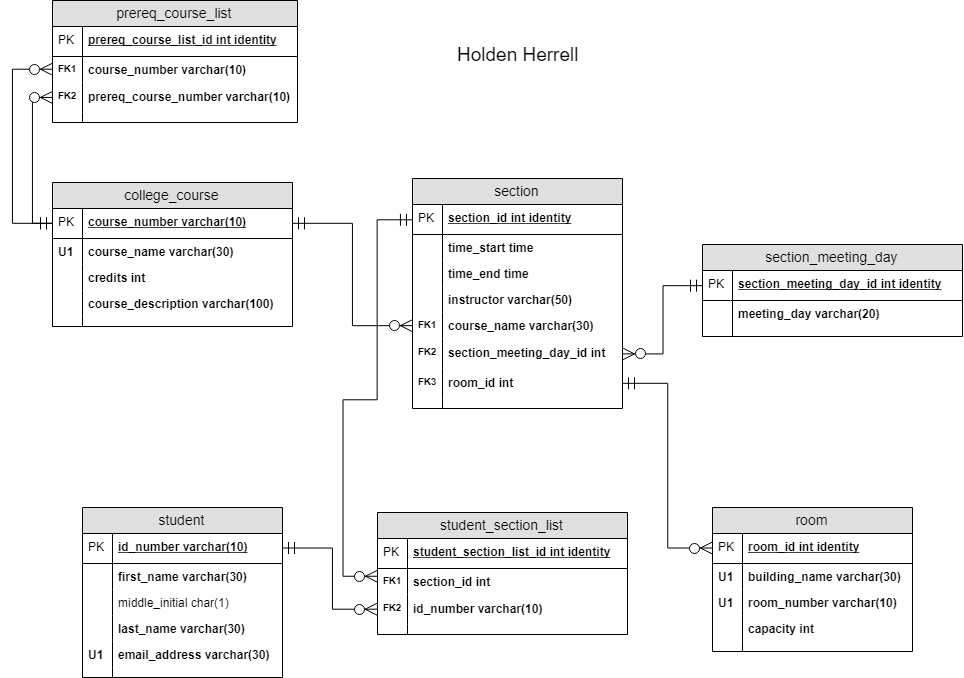 prereq_course_list
PK prereq_course_list_id int identity
FK1 course_number varchar(10)
FK2 prereq_course_number varchar(10)
Holden Herrell
college_course
PK course_number varchar(10)
U1 course_name varchar(30)
credits int
course_description varchar(100)
section
PK section_id int identity
time_start time
time_end time
instructor varchar(50)
FK1 course_name varchar(30)
FK2 section_meeting_day_id int
FK3 room_id int
section_meeting_day
PK section_meeting_day_id int identity
meeting_day varchar(20)
student
PK id_number varchar(10)
first_name varchar(30)
middle_initial char(1)
last_name varchar(30)
U1 email_address varchar(30)
student_section_list
PK student_section_list_id int identity
FK1 section_id int
FK2 id_number varchar(10)
room
PK room_id int identity
U1 building_name varchar(30)
U1 room_number varchar(10)
capacity int